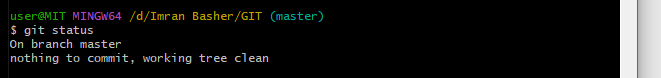 user@MIT MINGW64 /d/Imran Basher/GIT (master)
$ git status
On branch master
nothing to commit, working tree clean